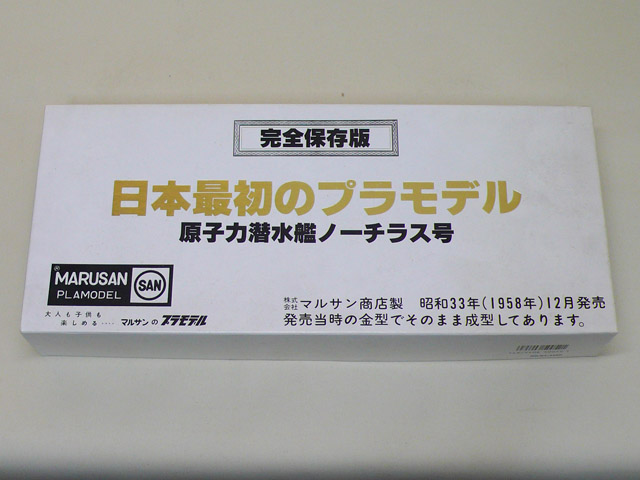 完全保存版
日本最初のプラモデル
原子力潜水艦ノーチラス号
MARUSAN
PLAMODEL
SAN
大人も子供も
楽しめる‥‥ マルサンの プラモデル
株式会社 マルサン商店製 昭和33年(1958年)12月発売
発売当時の金型でそのまま成型してあります。